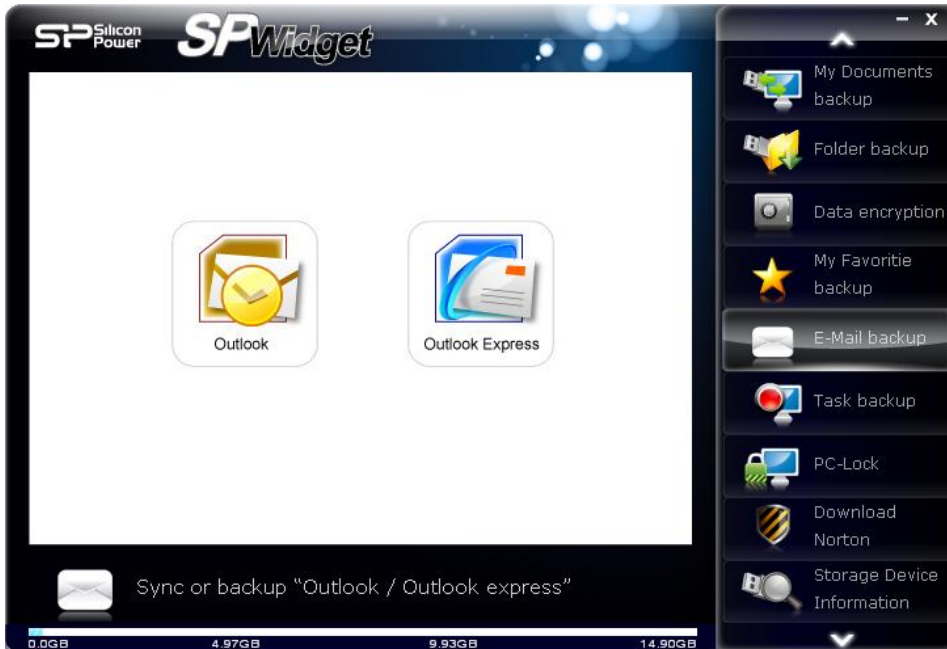 SP Silicon Power
SPWidget
– x
My Documents
backup
Folder backup
Data encryption
My Favoritie
backup
E-Mail backup
Task backup
PC-Lock
Download
Norton
Storage Device
Information
Outlook
Outlook Express
Sync or backup “Outlook / Outlook express”
0.0GB 4.97GB 9.93GB 14.90GB